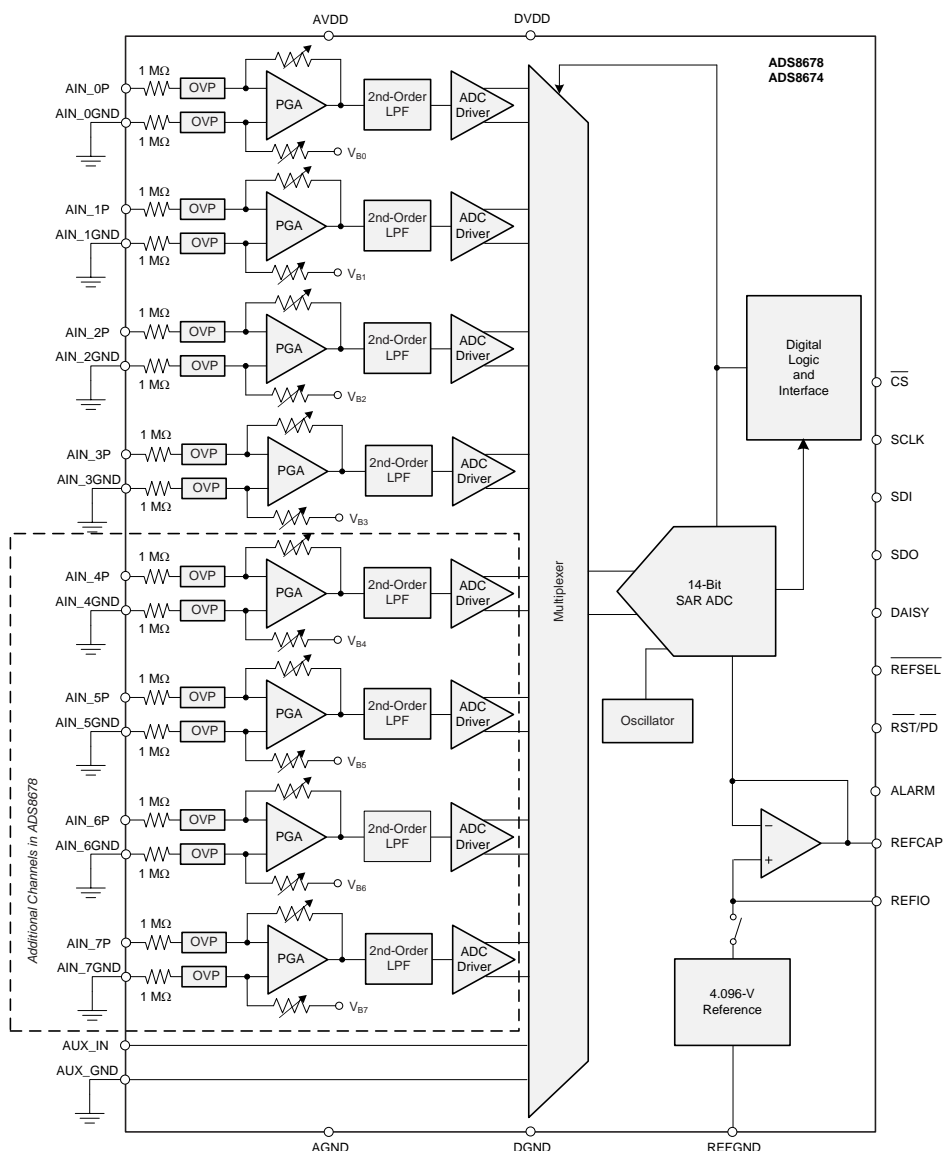 AVDD
DVDD
ADS8678
ADS8674
1 MΩ
AIN_0P
OVP
PGA
2nd-Order
LPF
ADC
Driver
AIN_0GND
OVP
1 MΩ
VB0
1 MΩ
AIN_1P
OVP
PGA
2nd-Order
LPF
ADC
Driver
AIN_1GND
OVP
1 MΩ
VB1
1 MΩ
AIN_2P
OVP
PGA
2nd-Order
LPF
ADC
Driver
AIN_2GND
OVP
1 MΩ
VB2
1 MΩ
AIN_3P
OVP
PGA
2nd-Order
LPF
ADC
Driver
AIN_3GND
OVP
1 MΩ
VB3
Additional Channels in ADS8678
1 MΩ
AIN_4P
OVP
PGA
2nd-Order
LPF
ADC
Driver
AIN_4GND
OVP
1 MΩ
VB4
1 MΩ
AIN_5P
OVP
PGA
2nd-Order
LPF
ADC
Driver
AIN_5GND
OVP
1 MΩ
VB5
1 MΩ
AIN_6P
OVP
PGA
2nd-Order
LPF
ADC
Driver
AIN_6GND
OVP
1 MΩ
VB6
1 MΩ
AIN_7P
OVP
PGA
2nd-Order
LPF
ADC
Driver
AIN_7GND
OVP
1 MΩ
VB7
AUX_IN
AUX_GND
Multiplexer
Digital
Logic
and
Interface
14-Bit
SAR ADC
Oscillator
4.096-V
Reference
CS
SCLK
SDI
SDO
DAISY
REFSEL
RST/PD
ALARM
REFCAP
REFIO
−
+
AGND
DGND
REFGND